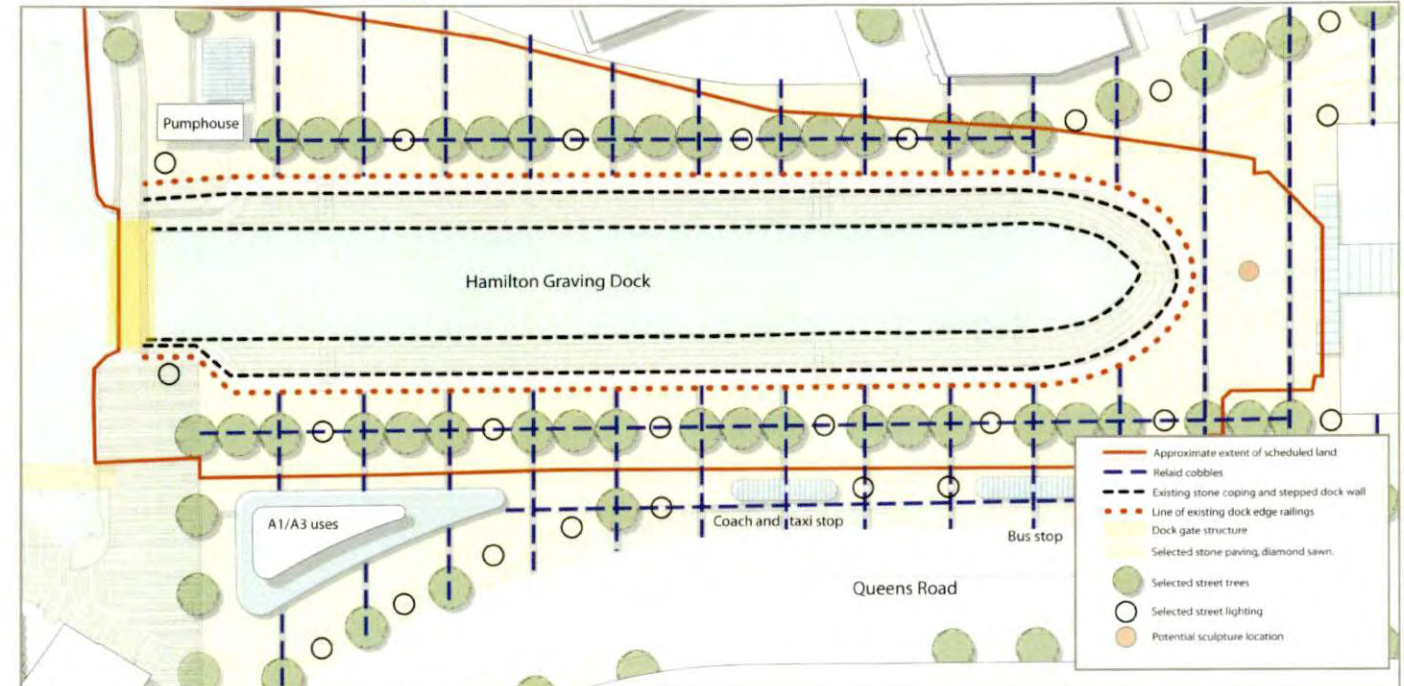 Pumphouse
Hamilton Graving Dock
A1/A3 uses
Coach and taxi stop
Bus stop
Queens Road
Approximate extent of scheduled land
Relaid cobbles
Existing stone coping and stepped dock wall
Line of existing dock edge railings
Dock gate structure
Selected stone paving, diamond sawn.
Selected street trees
Selected street lighting
Potential sculpture location